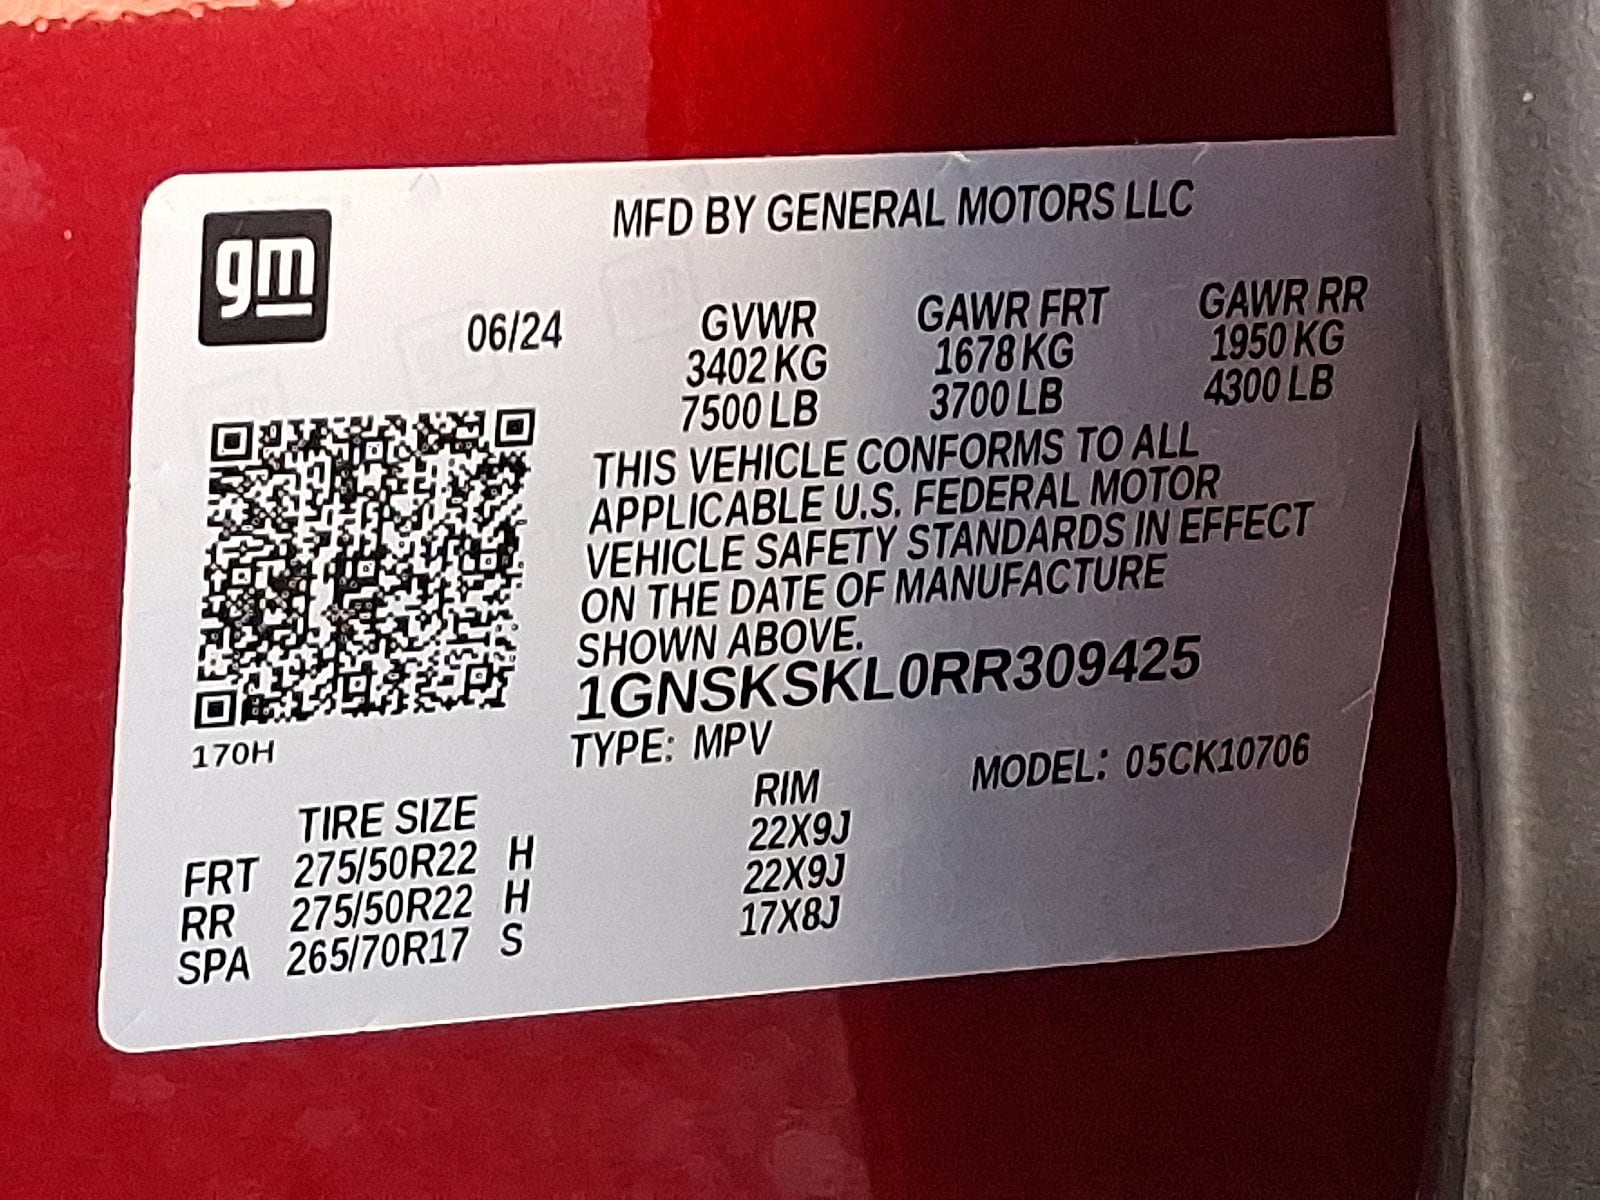 gm
MFD BY GENERAL MOTORS LLC
06/24 GVWR GAWR FRT GAWR RR
3402 KG 1678 KG 1950 KG
7500 LB 3700 LB 4300 LB
THIS VEHICLE CONFORMS TO ALL
APPLICABLE U.S. FEDERAL MOTOR
VEHICLE SAFETY STANDARDS IN EFFECT
ON THE DATE OF MANUFACTURE
SHOWN ABOVE.
1GNSKSKL0RR309425
170H
TYPE: MPV MODEL: 05CK10706
TIRE SIZE RIM
FRT 275/50R22 H 22X9J
RR 275/50R22 H 22X9J
SPA 265/70R17 S 17X8J